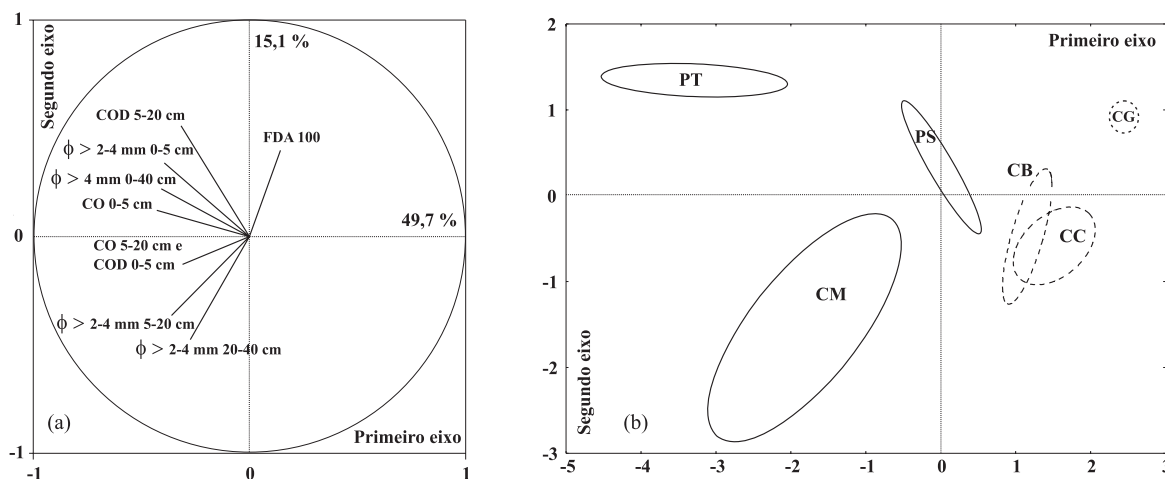 1
Segundo eixo
15,1 %
COD 5-20 cm
FDA 100
ϕ > 2-4 mm 0-5 cm
ϕ > 4 mm 0-40 cm
CO 0-5 cm
49,7 %
0
CO 5-20 cm e
COD 0-5 cm
ϕ > 2-4 mm 5-20 cm
ϕ > 2-4 mm 20-40 cm
(a)
Primeiro eixo
-1
-1 0 1
2
Primeiro eixo
PT
1
PS
CG
CB
0
CC
-1
CM
-2
Segundo eixo
(b)
-3
-5 -4 -3 -2 -1 0 1 2 3